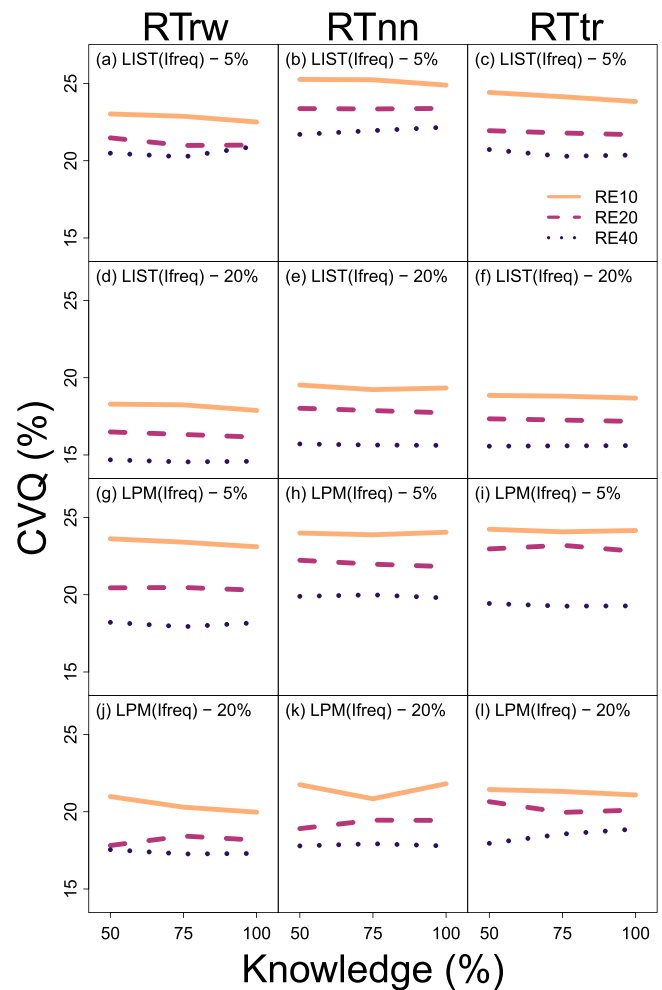 RTrw RTnn RTtr
(a) LIST(lfreq) − 5% (b) LIST(lfreq) − 5% (c) LIST(lfreq) − 5%
25
20
15
RE10
RE20
RE40
(d) LIST(lfreq) − 20% (e) LIST(lfreq) − 20% (f) LIST(lfreq) − 20%
25
20
15
CVQ (%)
(g) LPM(lfreq) − 5% (h) LPM(lfreq) − 5% (i) LPM(lfreq) − 5%
25
20
15
(j) LPM(lfreq) − 20% (k) LPM(lfreq) − 20% (l) LPM(lfreq) − 20%
25
20
15
50 75 100 50 75 100 50 75 100
Knowledge (%)